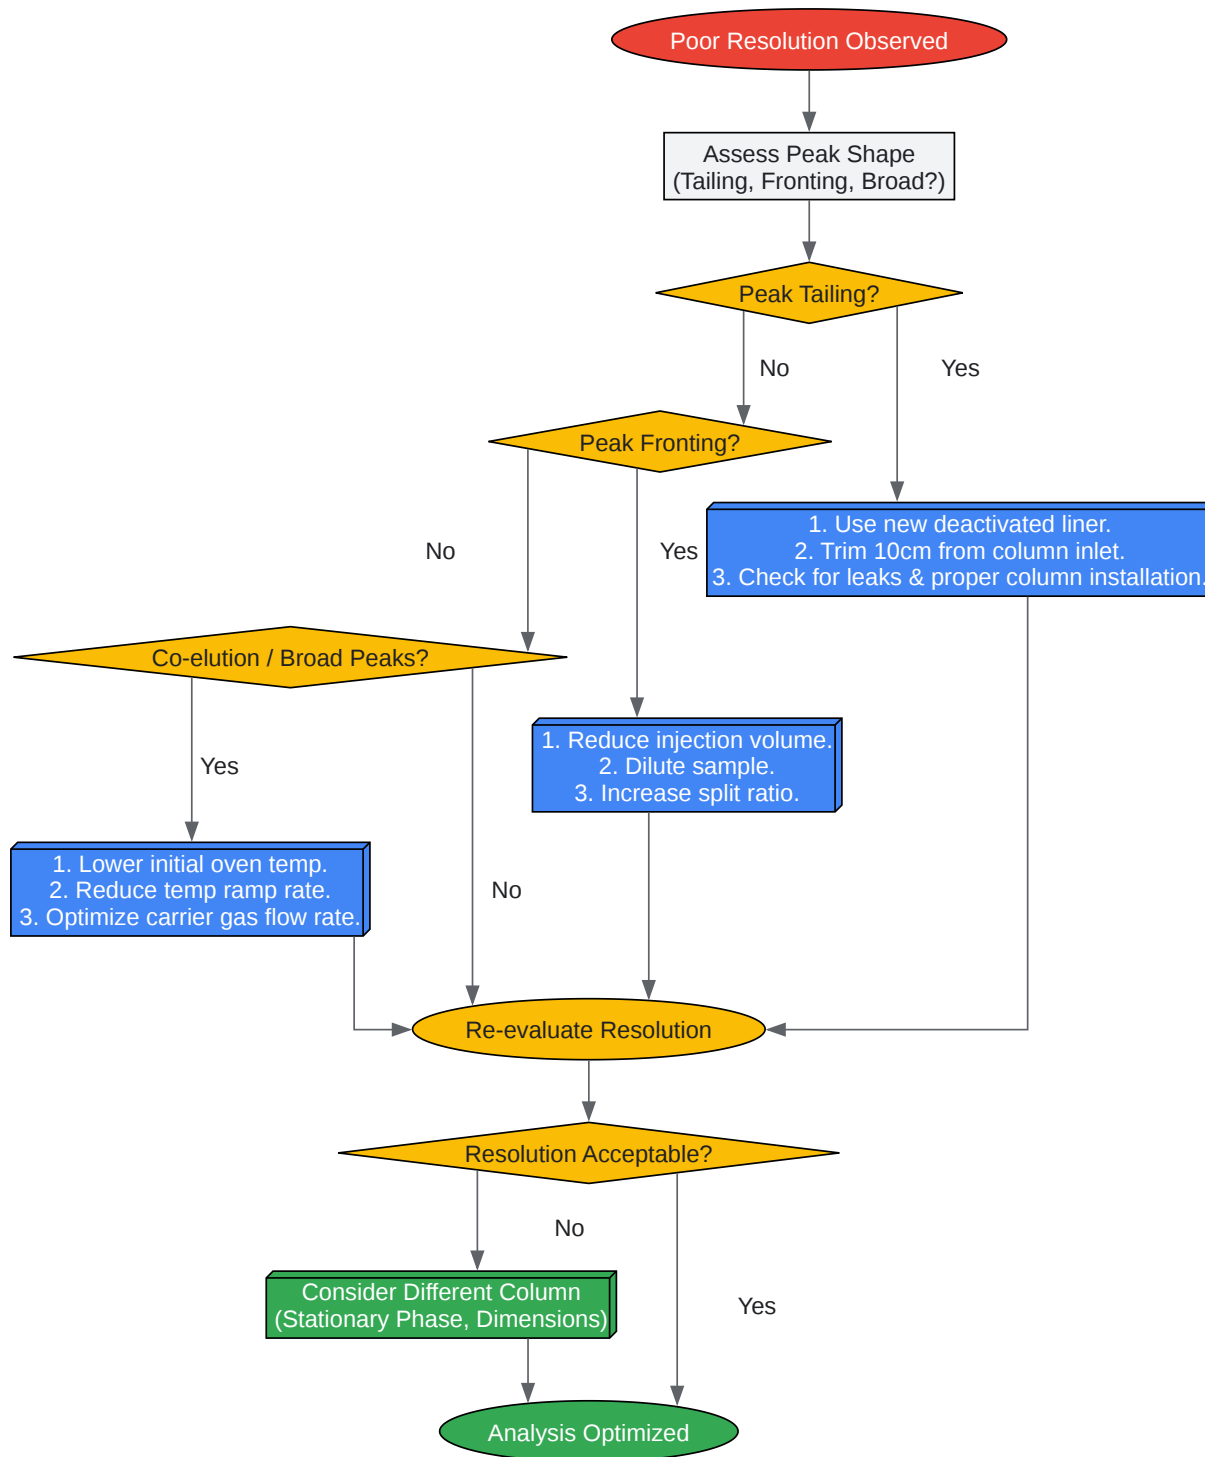 Poor Resolution Observed
Assess Peak Shape
(Tailing, Fronting, Broad?)
Peak Tailing?
No
Yes
Peak Fronting?
1. Use new deactivated liner.
2. Trim 10cm from column inlet.
3. Check for leaks & proper column installation.
No
Yes
Co-elution / Broad Peaks?
1. Reduce injection volume.
2. Dilute sample.
3. Increase split ratio.
Yes
1. Lower initial oven temp.
2. Reduce temp ramp rate.
3. Optimize carrier gas flow rate.
No
Re-evaluate Resolution
Resolution Acceptable?
No
Consider Different Column
(Stationary Phase, Dimensions)
Yes
Analysis Optimized